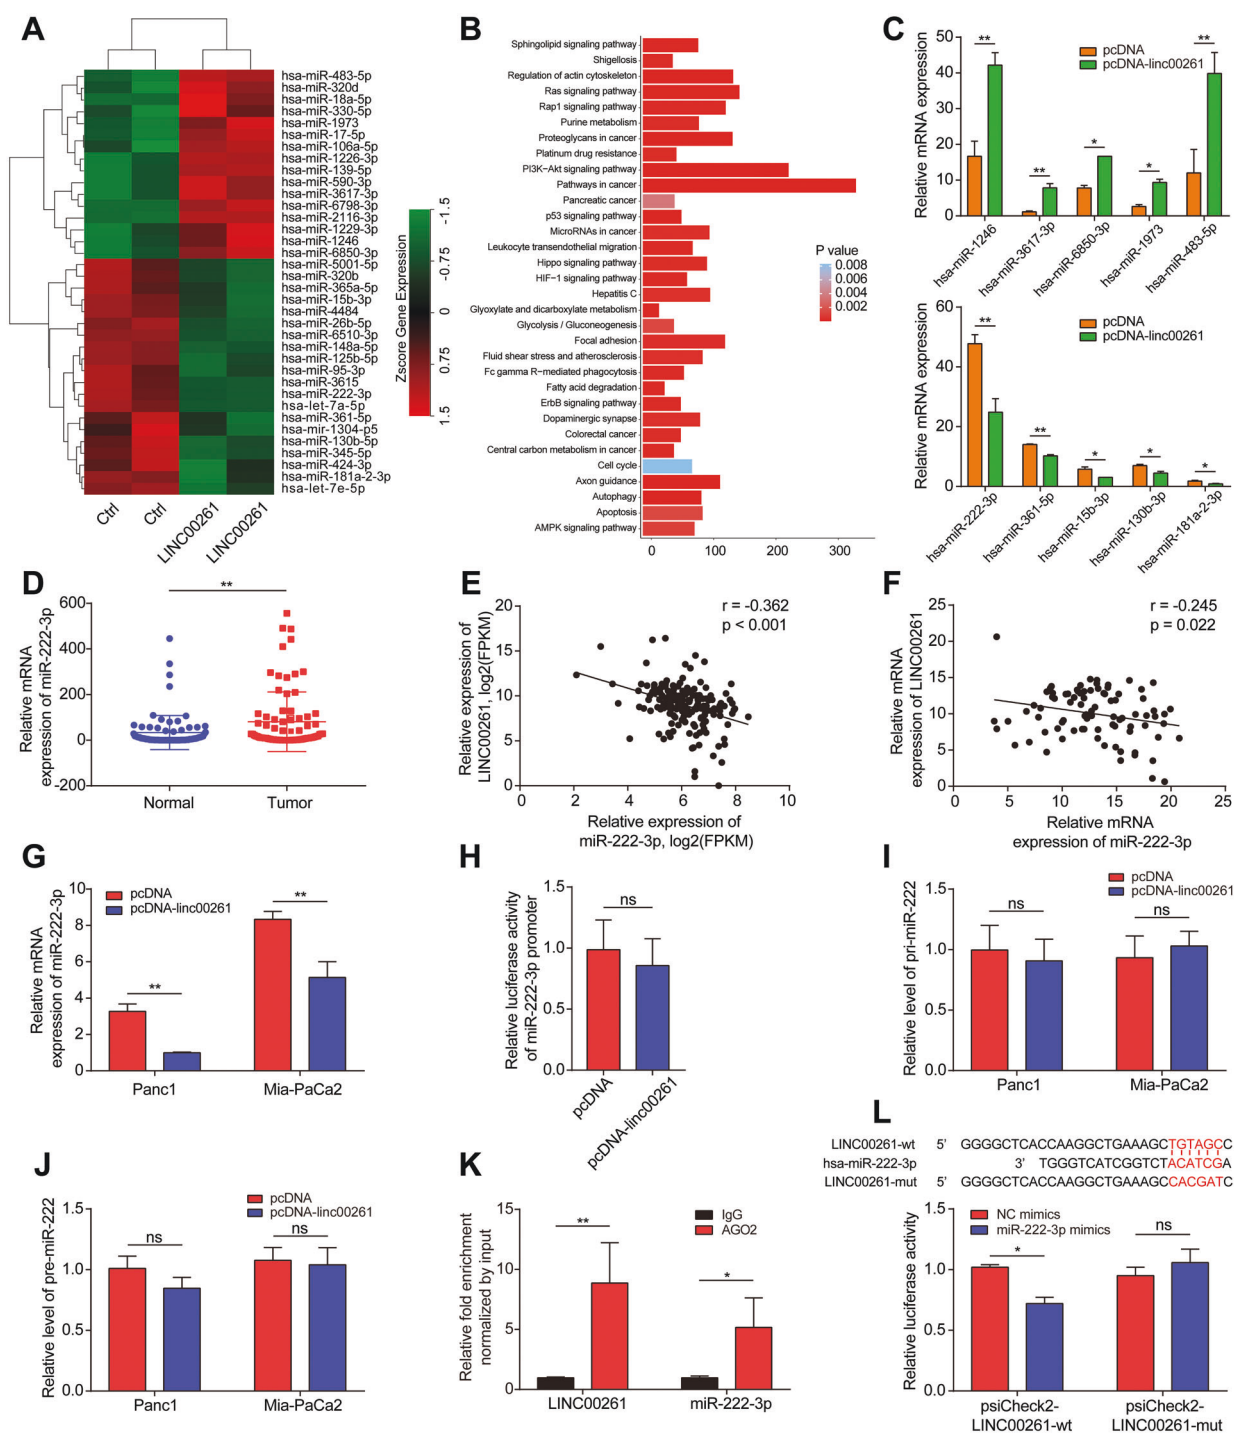 A
hsa-miR-483-5p
hsa-miR-320d
hsa-miR-18a-5p
hsa-miR-330-5p
hsa-miR-1973
hsa-miR-17-5p
hsa-miR-106a-5p
hsa-miR-1226-3p
hsa-miR-139-5p
hsa-miR-590-3p
hsa-miR-3617-3p
hsa-miR-6798-3p
hsa-miR-2116-3p
hsa-miR-1229-3p
hsa-miR-1246
hsa-miR-6850-3p
hsa-miR-5001-5p
hsa-miR-320b
hsa-miR-365a-5p
hsa-miR-15b-3p
hsa-miR-4484
hsa-miR-26b-5p
hsa-miR-6510-3p
hsa-miR-148a-5p
hsa-miR-125b-5p
hsa-miR-95-3p
hsa-miR-3615
hsa-miR-222-3p
hsa-let-7a-5p
hsa-miR-361-5p
hsa-mir-1304-p5
hsa-miR-130b-5p
hsa-miR-345-5p
hsa-miR-424-3p
hsa-miR-181a-2-3p
hsa-let-7e-5p
Ctrl
Ctrl
LINC00261
LINC00261
Zscore Gene Expression
-1.5
-0.75
0
0.75
1.5
B
Sphingolipid signaling pathway
Shigellosis
Regulation of actin cytoskeleton
Ras signaling pathway
Rap1 signaling pathway
Purine metabolism
Proteoglycans in cancer
Platinum drug resistance
PI3K−Akt signaling pathway
Pathways in cancer
Pancreatic cancer
p53 signaling pathway
MicroRNAs in cancer
Leukocyte transendothelial migration
Hippo signaling pathway
HIF−1 signaling pathway
Hepatitis C
Glyoxylate and dicarboxylate metabolism
Glycolysis / Gluconeogenesis
Focal adhesion
Fluid shear stress and atherosclerosis
Fc gamma R−mediated phagocytosis
Fatty acid degradation
ErbB signaling pathway
Dopaminergic synapse
Colorectal cancer
Central carbon metabolism in cancer
Cell cycle
Axon guidance
Autophagy
Apoptosis
AMPK signaling pathway
0 100 200 300
P value
0.008
0.006
0.004
0.002
C
Relative mRNA expression
50
40
30
20
10
0
pcDNA
pcDNA-linc00261
** ** * * **
hsa-miR-1246
hsa-miR-3617-3p
hsa-miR-6850-3p
hsa-miR-1973
hsa-miR-483-5p
Relative mRNA expression
60
40
20
0
pcDNA
pcDNA-linc00261
** ** * * *
hsa-miR-222-3p
hsa-miR-361-5p
hsa-miR-15b-3p
hsa-miR-130b-3p
hsa-miR-181a-2-3p
D
Relative mRNA
expression of miR-222-3p
600
400
200
0
-200
**
Normal Tumor
E
Relative expression of
LINC00261, log2(FPKM)
20
15
10
5
0
r = -0.362
p < 0.001
0 2 4 6 8 10
Relative expression of
miR-222-3p, log2(FPKM)
F
Relative mRNA
expression of LINC00261
25
20
15
10
5
0
r = -0.245
p = 0.022
0 5 10 15 20 25
Relative mRNA
expression of miR-222-3p
G
Relative mRNA
expression of miR-222-3p
10
8
6
4
2
0
pcDNA
pcDNA-linc00261
** **
Panc1 Mia-PaCa2
H
Relative luciferase activity
of miR-222-3p promoter
1.5
1.0
0.5
0.0
ns
pcDNA
pcDNA-linc00261
I
Relative level of pri-miR-222
1.5
1.0
0.5
0.0
pcDNA
pcDNA-linc00261
ns ns
Panc1 Mia-PaCa2
J
Relative level of pre-miR-222
1.5
1.0
0.5
0.0
pcDNA
pcDNA-linc00261
ns ns
Panc1 Mia-PaCa2
K
Relative fold enrichment
normalized by input
15
10
5
0
IgG
AGO2
** *
LINC00261 miR-222-3p
L
LINC00261-wt 5’ GGGGCTCACCAAGGCTGAAAGCTGTAGCC
hsa-miR-222-3p 3’ TGGGTCATCGGTCTACATCGA
LINC00261-mut 5’ GGGGCTCACCAAGGCTGAAAGCCACGATC
Relative luciferase activity
1.5
1.0
0.5
0.0
NC mimics
miR-222-3p mimics
* ns
psiCheck2-
LINC00261-wt
psiCheck2-
LINC00261-mut